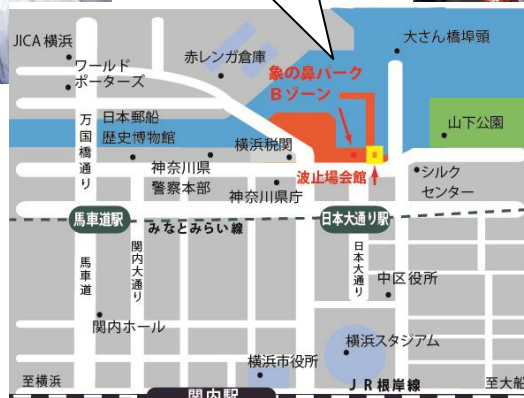 JICA 横浜
ワールド
ポーターズ
赤レンガ倉庫
大さん橋埠頭
象の鼻パーク
Bゾーン
万国橋通り
日本郵船
歴史博物館
神奈川県
警察本部
横浜税関
神奈川県庁
波止場会館
山下公園
シルク
センター
馬車道駅
みなとみらい線
日本大通り駅
馬車道
関内大通り
日本大通り
中区役所
関内ホール
横浜スタジアム
横浜市役所
至横浜
関内駅
JR根岸線
至大船